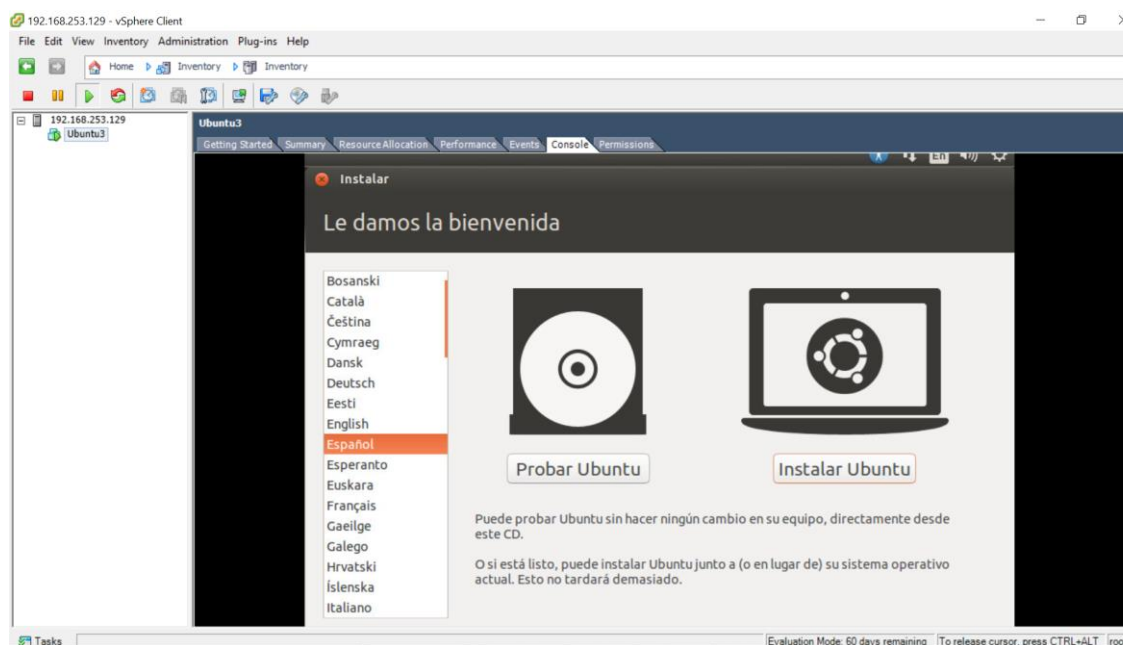 192.168.253.129 - vSphere Client
File Edit View Inventory Administration Plug-ins Help
Home Inventory Inventory
192.168.253.129
Ubuntu3
Ubuntu3
Getting Started Summary Resource Allocation Performance Events Console Permissions
En
Instalar
Le damos la bienvenida
Bosanski
Català
Čeština
Cymraeg
Dansk
Deutsch
Eesti
English
Español
Esperanto
Euskara
Français
Gaeilge
Galego
Hrvatski
Íslenska
Italiano
Probar Ubuntu
Instalar Ubuntu
Puede probar Ubuntu sin hacer ningún cambio en su equipo, directamente desde
este CD.
O si está listo, puede instalar Ubuntu junto a (o en lugar de) su sistema operativo
actual. Esto no tardará demasiado.
Tasks
Evaluation Mode: 60 days remaining
To release cursor, press CTRL+ALT